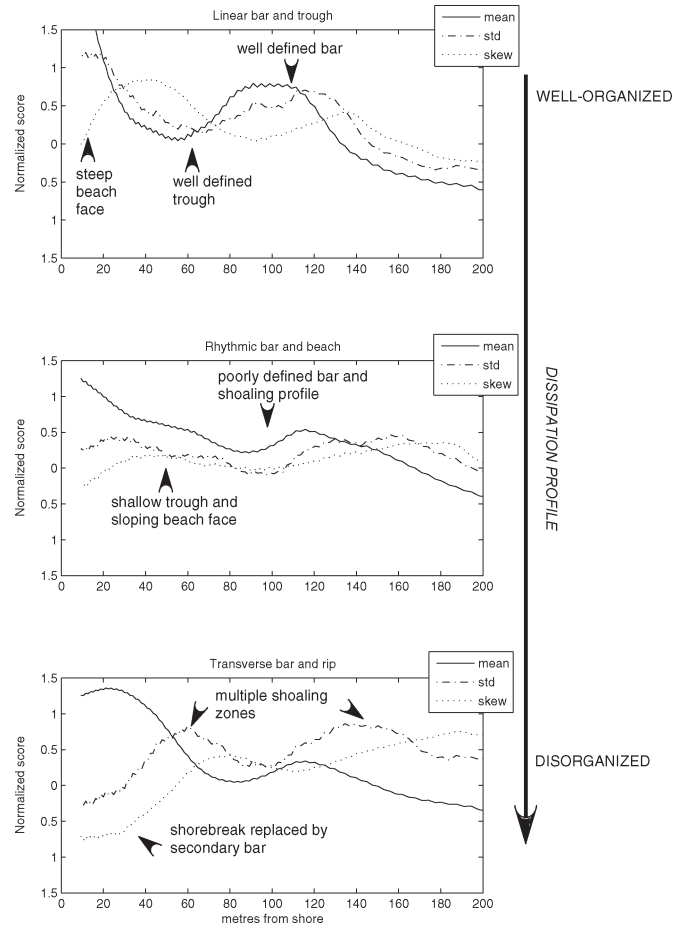 Linear bar and trough
mean
std
skew
well defined bar
steep
beach
face
well defined
trough
Normalized score
1.5
1
0.5
0
0.5
1
1.5
0 20 40 60 80 100 120 140 160 180 200
WELL-ORGANIZED
Rhythmic bar and beach
mean
std
skew
poorly defined bar and
shoaling profile
shallow trough and
sloping beach face
Normalized score
1.5
1
0.5
0
0.5
1
1.5
0 20 40 60 80 100 120 140 160 180 200
DISSIPATION PROFILE
Transverse bar and rip
mean
std
skew
multiple shoaling
zones
shorebreak replaced by
secondary bar
Normalized score
1.5
1
0.5
0
0.5
1
1.5
0 20 40 60 80 100 120 140 160 180 200
metres from shore
DISORGANIZED